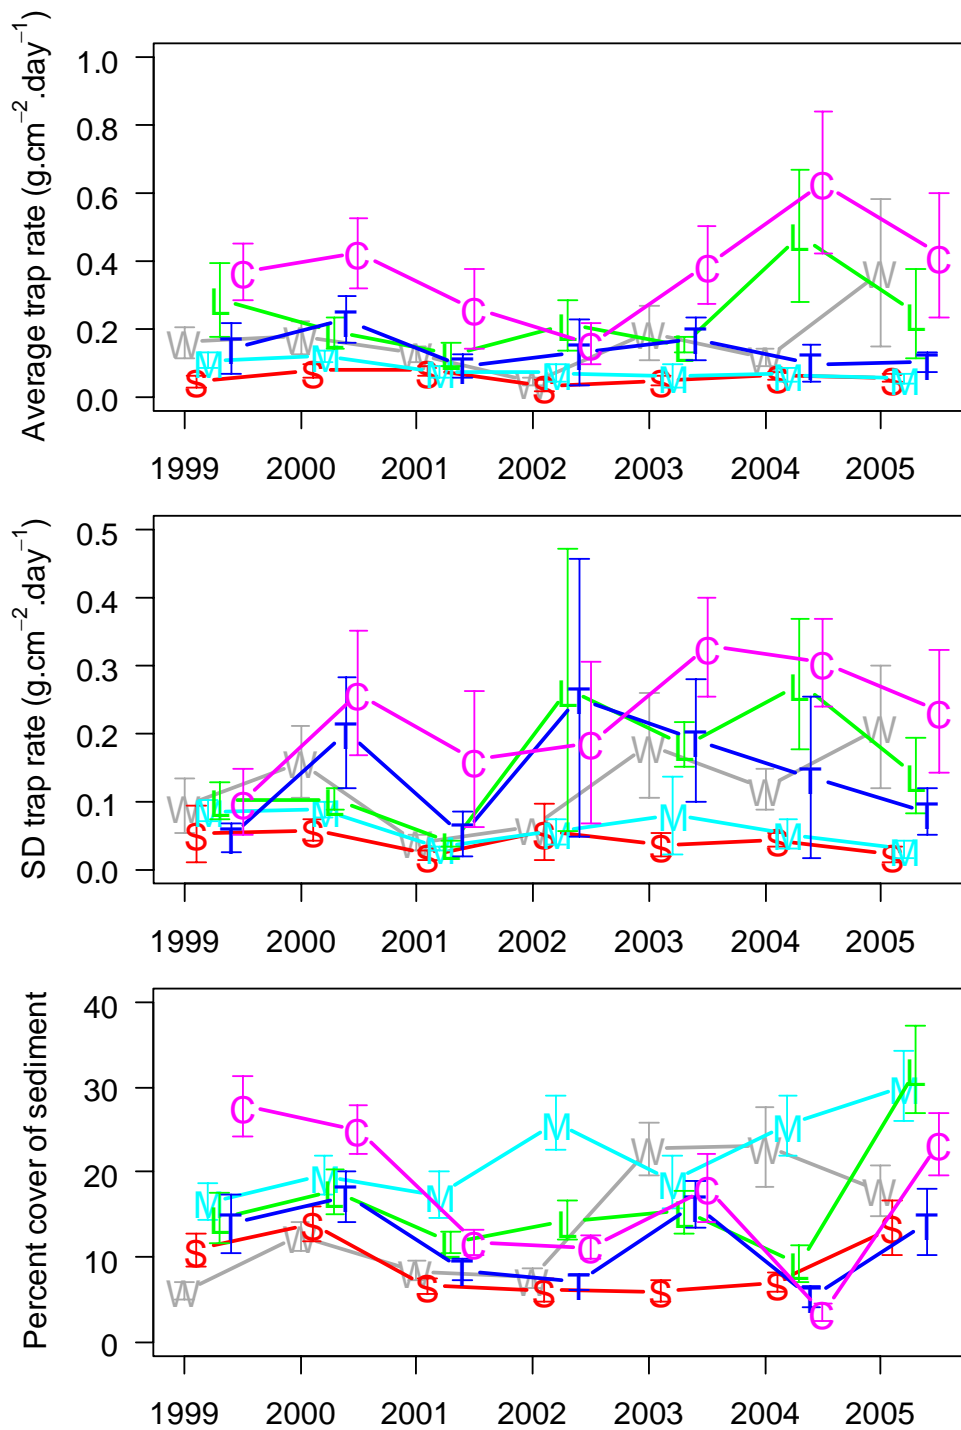 Average trap rate (g.cm−2.day−1)
1.0
0.8
0.6
0.4
0.2
0.0
W W W W W W W
S S S S S S S
M M M M M M M
L L L L L L L
T T T T T T T
C C C C C C C
1999 2000 2001 2002 2003 2004 2005
SD trap rate (g.cm−2.day−1)
0.5
0.4
0.3
0.2
0.1
0.0
W W W W W W W
S S S S S S S
M M M M M M M
L L L L L L L
T T T T T T T
C C C C C C C
1999 2000 2001 2002 2003 2004 2005
Percent cover of sediment
40
30
20
10
0
W W W W W W W
S S S S S S S
M M M M M M M
L L L L L L L
T T T T T T T
C C C C C C C
1999 2000 2001 2002 2003 2004 2005